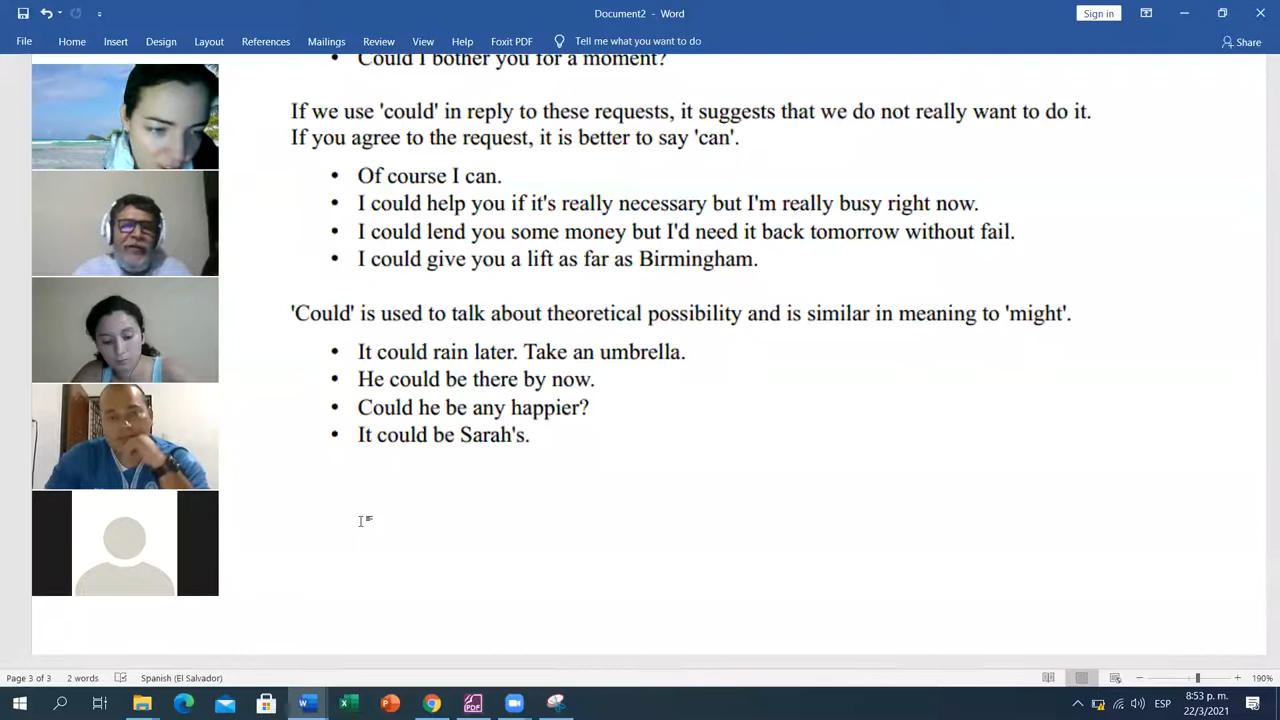 Document2 - Word
Sign in
File Home Insert Design Layout References Mailings Review View Help Foxit PDF Tell me what you want to do Share
• Could I bother you for a moment?
If we use 'could' in reply to these requests, it suggests that we do not really want to do it.
If you agree to the request, it is better to say 'can'.
• Of course I can.
• I could help you if it's really necessary but I'm really busy right now.
• I could lend you some money but I'd need it back tomorrow without fail.
• I could give you a lift as far as Birmingham.
'Could' is used to talk about theoretical possibility and is similar in meaning to 'might'.
• It could rain later. Take an umbrella.
• He could be there by now.
• Could he be any happier?
• It could be Sarah's.
Page 3 of 3 2 words Spanish (El Salvador) 190%
ESP 8:53 p. m.
22/3/2021